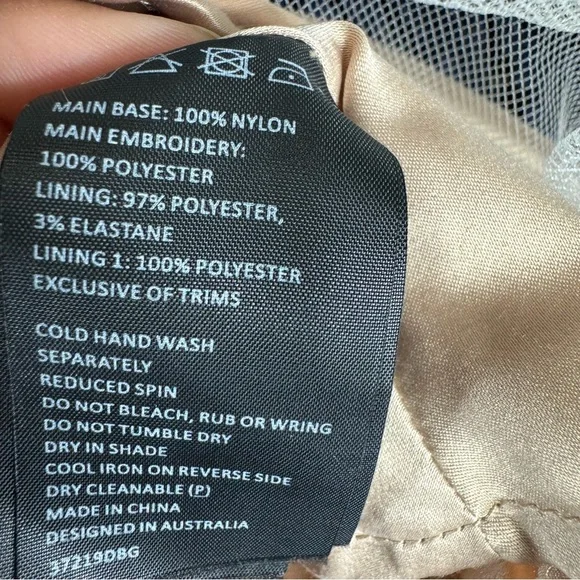 MAIN BASE: 100% NYLON
MAIN EMBROIDERY:
100% POLYESTER
LINING: 97% POLYESTER,
3% ELASTANE
LINING 1: 100% POLYESTER
EXCLUSIVE OF TRIMS
COLD HAND WASH
SEPARATELY
REDUCED SPIN
DO NOT BLEACH, RUB OR WRING
DO NOT TUMBLE DRY
DRY IN SHADE
COOL IRON ON REVERSE SIDE
DRY CLEANABLE (P)
MADE IN CHINA
DESIGNED IN AUSTRALIA
37219DBG